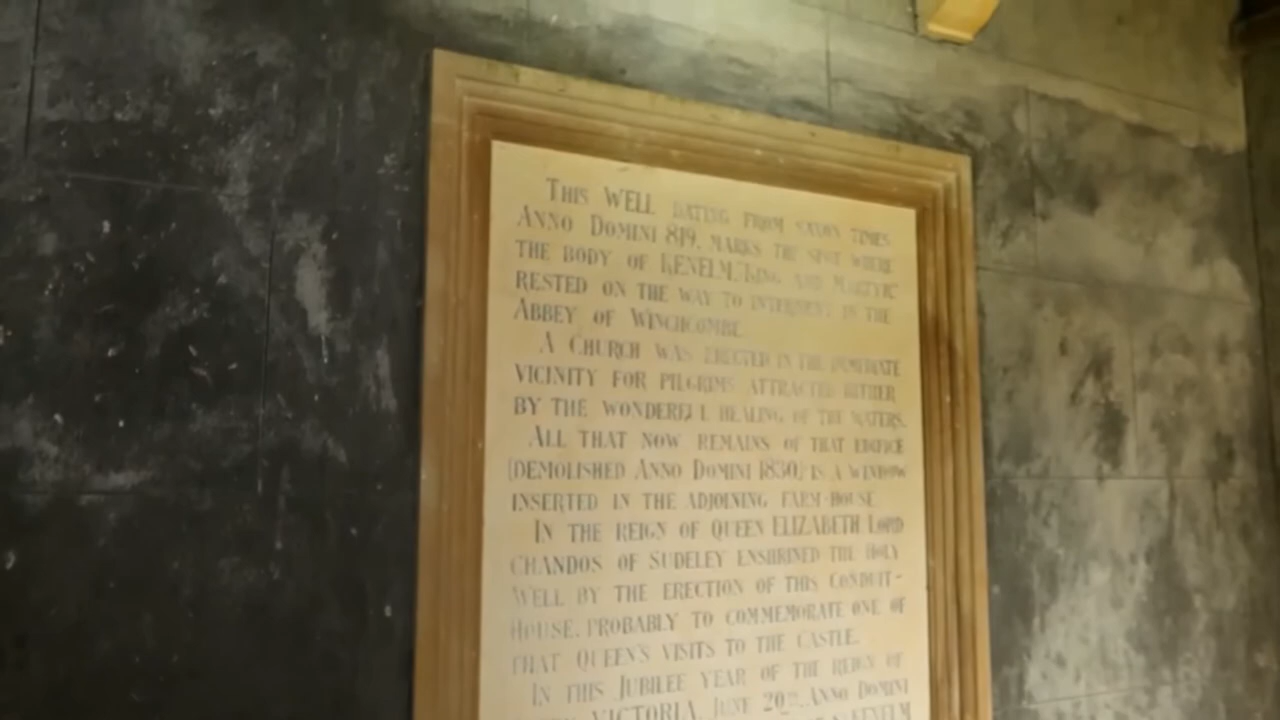 THIS WELL DATING FROM SAXON TIMES
ANNO DOMINI 819, MARKS THE SPOT WHERE
THE BODY OF KENELM, "KING AND MARTYR"
RESTED ON THE WAY TO INTERMENT IN THE
ABBEY OF WINCHCOMBE.
A CHURCH WAS ERECTED IN THE IMMEDIATE
VICINITY FOR PILGRIMS ATTRACTED HITHER
BY THE WONDERFUL HEALING OF THE WATERS.
ALL THAT NOW REMAINS OF THAT EDIFICE
(DEMOLISHED ANNO DOMINI 1830) IS A WINDOW
INSERTED IN THE ADJOINING FARM-HOUSE
IN THE REIGN OF QUEEN ELIZABETH LORD
CHANDOS OF SUDELEY ENSHRINED THE HOLY
WELL BY THE ERECTION OF THIS CONDUIT-
HOUSE, PROBABLY TO COMMEMORATE ONE OF
THAT QUEEN'S VISITS TO THE CASTLE.
IN THIS JUBILEE YEAR OF THE REIGN OF
VICTORIA, JUNE 20TH ANNO DOMINI
KENELM